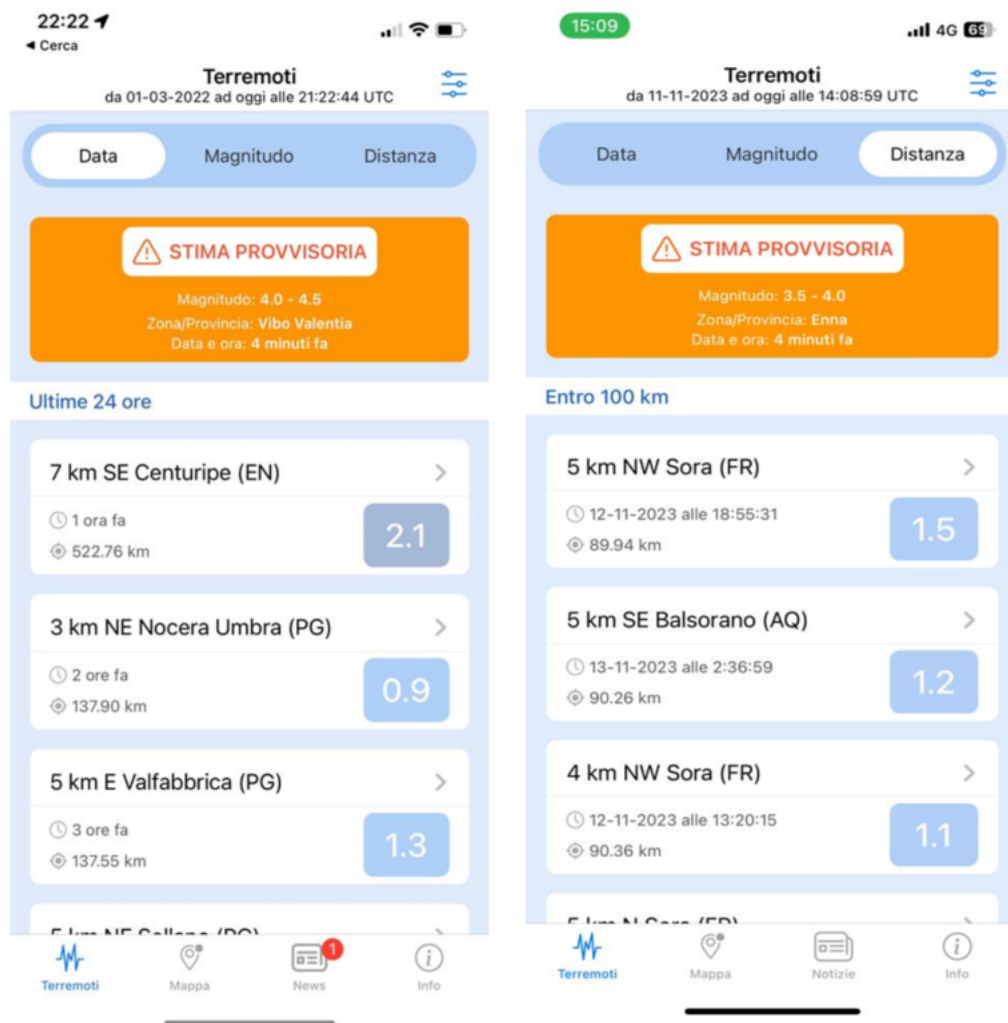 22:22
◀ Cerca
Terremoti
da 01-03-2022 ad oggi alle 21:22:44 UTC
Data Magnitudo Distanza
STIMA PROVVISORIA
Magnitudo: 4.0 - 4.5
Zona/Provincia: Vibo Valentia
Data e ora: 4 minuti fa
Ultime 24 ore
7 km SE Centuripe (EN)
1 ora fa
522.76 km
2.1
3 km NE Nocera Umbra (PG)
2 ore fa
137.90 km
0.9
5 km E Valfabbrica (PG)
3 ore fa
137.55 km
1.3
1
Terremoti Mappa News Info
15:09
4G 69
Terremoti
da 11-11-2023 ad oggi alle 14:08:59 UTC
Data Magnitudo Distanza
STIMA PROVVISORIA
Magnitudo: 3.5 - 4.0
Zona/Provincia: Enna
Data e ora: 4 minuti fa
Entro 100 km
5 km NW Sora (FR)
12-11-2023 alle 18:55:31
89.94 km
1.5
5 km SE Balsorano (AQ)
13-11-2023 alle 2:36:59
90.26 km
1.2
4 km NW Sora (FR)
12-11-2023 alle 13:20:15
90.36 km
1.1
Terremoti Mappa Notizie Info